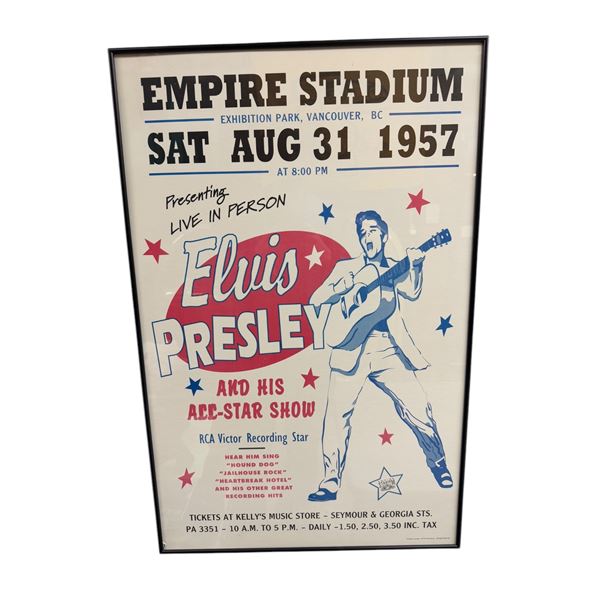 EMPIRE STADIUM
EXHIBITION PARK, VANCOUVER, BC
SAT AUG 31 1957
AT 8:00 PM
Presenting
LIVE IN PERSON
Elvis
PRESLEY
AND HIS
ALL-STAR SHOW
RCA Victor Recording Star
HEAR HIM SING
"HOUND DOG"
"JAILHOUSE ROCK"
"HEARTBREAK HOTEL"
AND HIS OTHER GREAT
RECORDING HITS
TICKETS AT KELLY'S MUSIC STORE – SEYMOUR & GEORGIA STS.
PA 3351 – 10 A.M. TO 5 P.M. – DAILY –1.50, 2.50, 3.50 INC. TAX